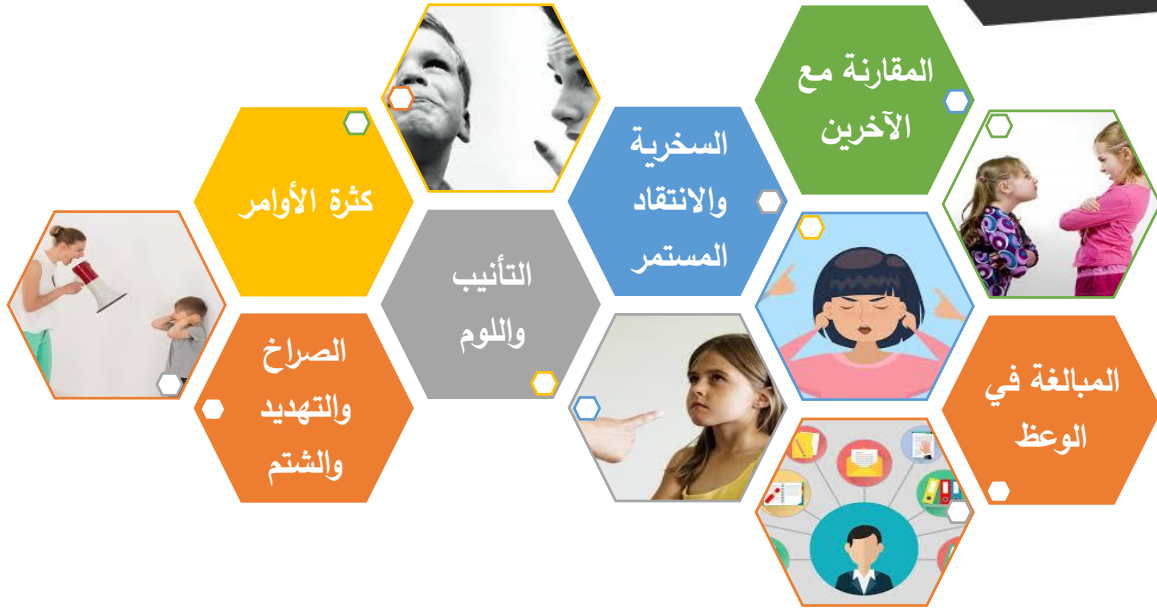 المقارنة مع
الآخرين
السخرية
والانتقاد
المستمر
كثرة الأوامر
التأنيب
واللوم
الصراخ
والتهديد
والشتم
المبالغة في
الوعظ